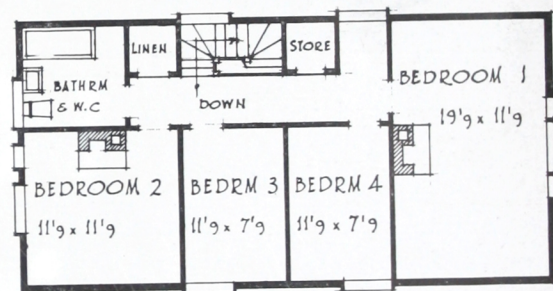 LINEN
STORE
BATHRM
& W.C
DOWN
BEDROOM 1
19'9 x 11'9
BEDROOM 2
11'9 x 11'9
BEDRM 3
11'9 x 7'9
BEDRM 4
11'9 x 7'9